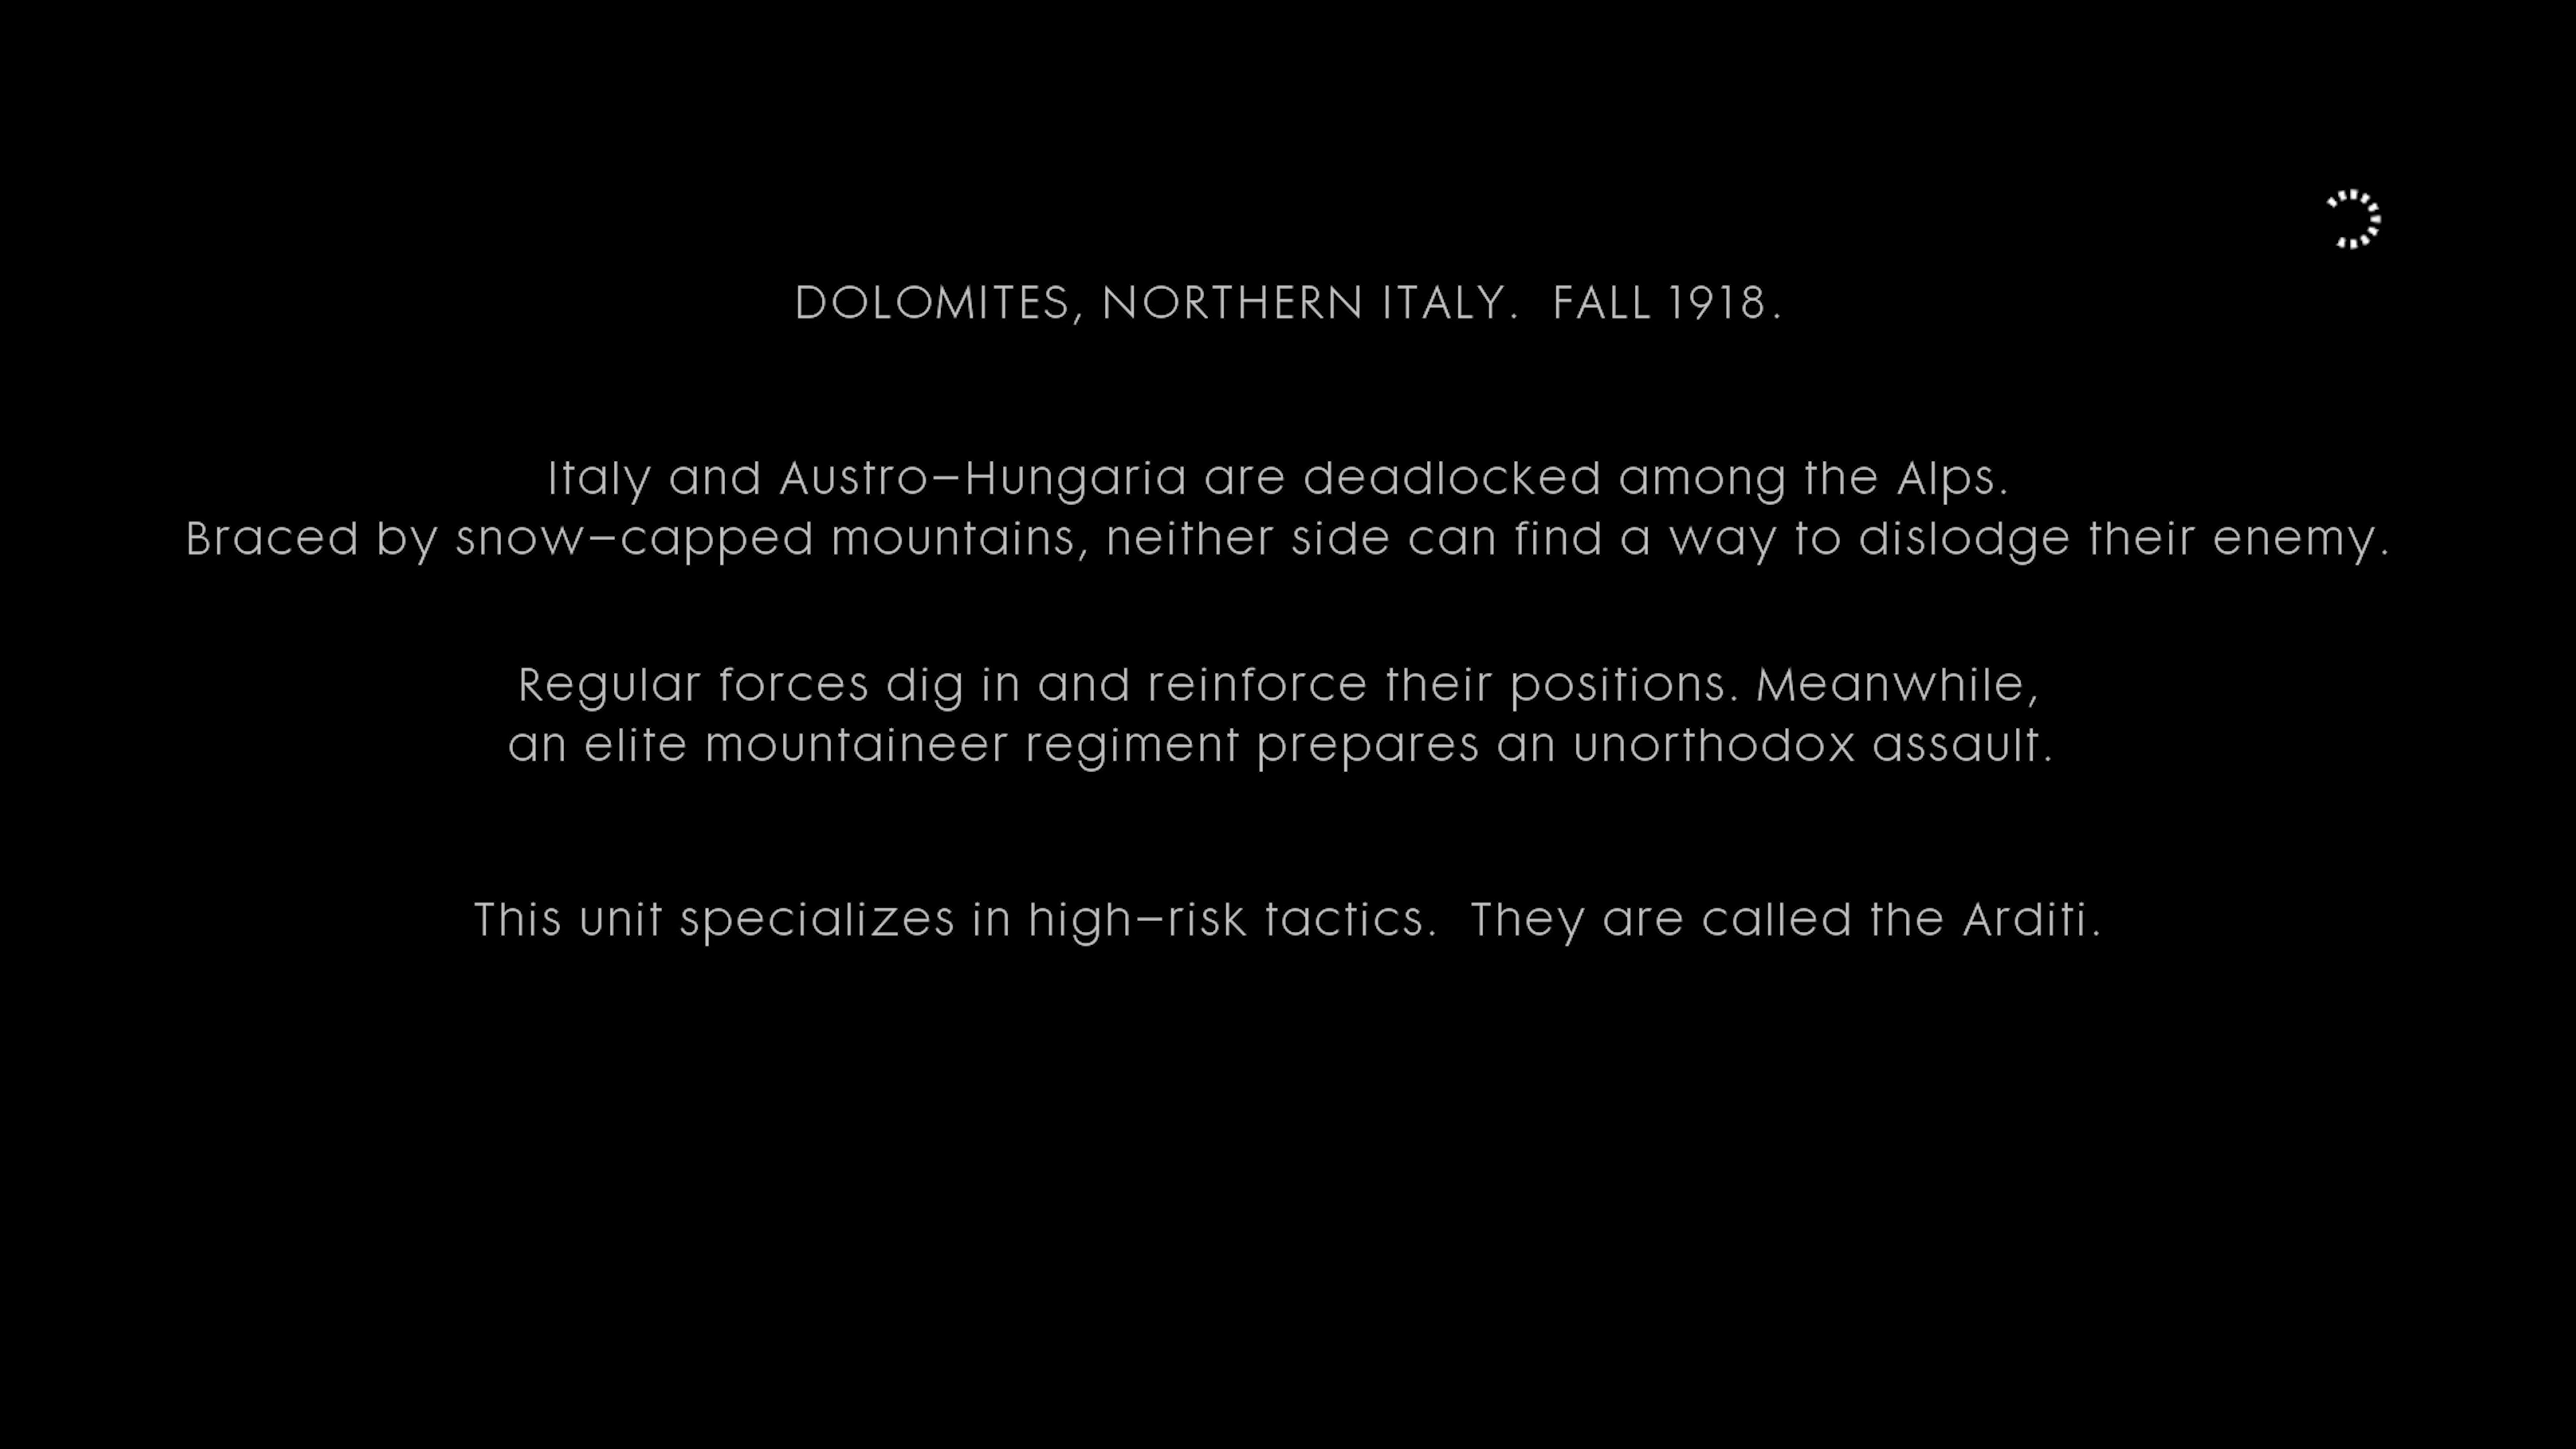 DOLOMITES, NORTHERN ITALY.  FALL 1918.
Italy and Austro-Hungaria are deadlocked among the Alps.
Braced by snow-capped mountains, neither side can find a way to dislodge their enemy.
Regular forces dig in and reinforce their positions. Meanwhile,
an elite mountaineer regiment prepares an unorthodox assault.
This unit specializes in high-risk tactics.  They are called the Arditi.